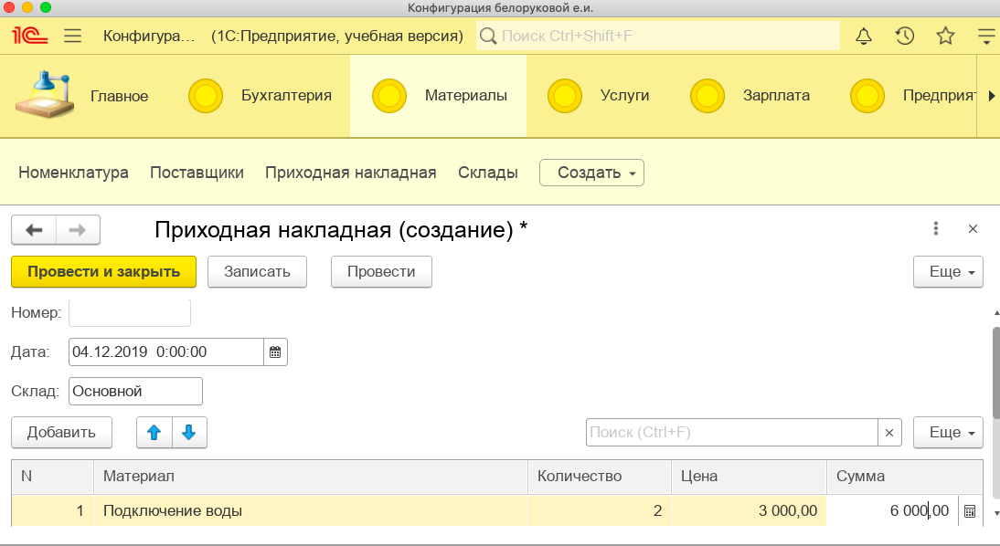 Конфигурация белоруковой е.и.
1С Конфигура... (1С:Предприятие, учебная версия) Поиск Ctrl+Shift+F
Главное Бухгалтерия Материалы Услуги Зарплата
Номенклатура Поставщики Приходная накладная Склады Создать
Приходная накладная (создание) *
Провести и закрыть Записать Провести Еще
Номер:
Дата: 04.12.2019 0:00:00
Склад: Основной
Добавить Поиск (Ctrl+F) × Еще
N Материал Количество Цена Сумма
1 Подключение воды 2 3 000,00 6 000,00